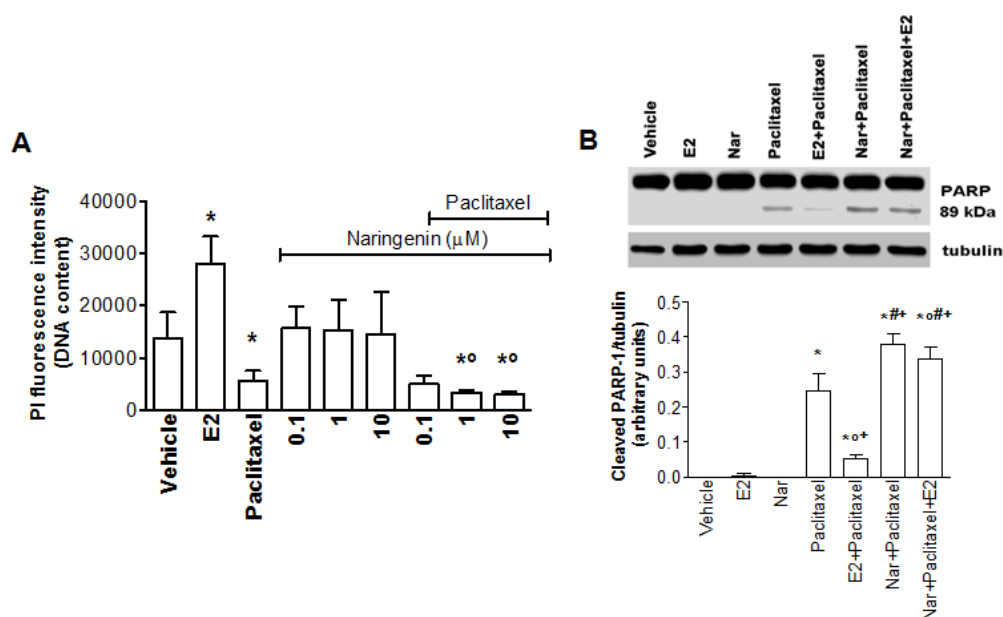 A
PI fluorescence intensity
(DNA content)
40000
30000
20000
10000
0
*
*
Paclitaxel
Naringenin (μM)
*o
*o
Vehicle
E2
Paclitaxel
0.1
1
10
0.1
1
10
B
Vehicle
E2
Nar
Paclitaxel
E2+Paclitaxel
Nar+Paclitaxel
Nar+Paclitaxel+E2
PARP
89 kDa
tubulin
Cleaved PARP-1/tubulin
(arbitrary units)
0.5
0.4
0.3
0.2
0.1
0.0
*
*o+
*#+
*o#+
Vehicle
E2
Nar
Paclitaxel
E2+Paclitaxel
Nar+Paclitaxel
Nar+Paclitaxel+E2